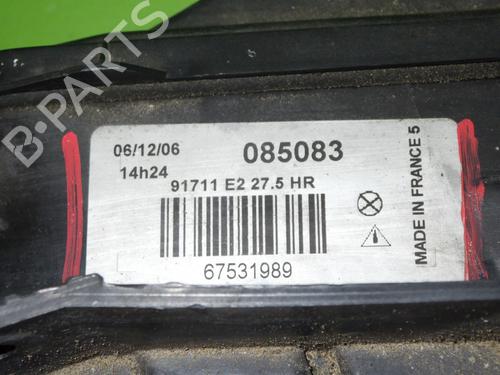 B-PARTS
06/12/06
085083
14h24
91711 E2 27.5 HR
67531989
MADE IN FRANCE 5